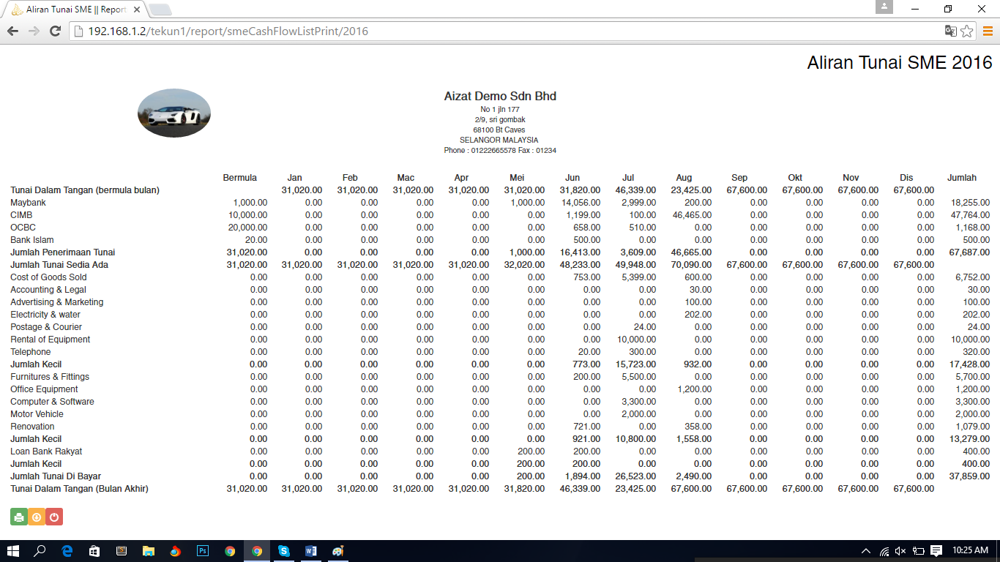 Aliran Tunai SME || Report
192.168.1.2/tekun1/report/smeCashFlowListPrint/2016
Aliran Tunai SME 2016
Aizat Demo Sdn Bhd
No 1 jln 177
2/9, sri gombak
68100 Bt Caves
SELANGOR MALAYSIA
Phone : 01222665578 Fax : 01234
Bermula Jan Feb Mac Apr Mei Jun Jul Aug Sep Okt Nov Dis Jumlah
Tunai Dalam Tangan (bermula bulan) 31,020.00 31,020.00 31,020.00 31,020.00 31,020.00 31,820.00 46,339.00 23,425.00 67,600.00 67,600.00 67,600.00 67,600.00
Maybank 1,000.00 0.00 0.00 0.00 0.00 1,000.00 14,056.00 2,999.00 200.00 0.00 0.00 0.00 0.00 18,255.00
CIMB 10,000.00 0.00 0.00 0.00 0.00 0.00 1,199.00 100.00 46,465.00 0.00 0.00 0.00 0.00 47,764.00
OCBC 20,000.00 0.00 0.00 0.00 0.00 0.00 658.00 510.00 0.00 0.00 0.00 0.00 0.00 1,168.00
Bank Islam 20.00 0.00 0.00 0.00 0.00 0.00 500.00 0.00 0.00 0.00 0.00 0.00 0.00 500.00
Jumlah Penerimaan Tunai 31,020.00 0.00 0.00 0.00 0.00 1,000.00 16,413.00 3,609.00 46,665.00 0.00 0.00 0.00 0.00 67,687.00
Jumlah Tunai Sedia Ada 31,020.00 31,020.00 31,020.00 31,020.00 31,020.00 32,020.00 48,233.00 49,948.00 70,090.00 67,600.00 67,600.00 67,600.00 67,600.00
Cost of Goods Sold 0.00 0.00 0.00 0.00 0.00 0.00 753.00 5,399.00 600.00 0.00 0.00 0.00 0.00 6,752.00
Accounting & Legal 0.00 0.00 0.00 0.00 0.00 0.00 0.00 0.00 30.00 0.00 0.00 0.00 0.00 30.00
Advertising & Marketing 0.00 0.00 0.00 0.00 0.00 0.00 0.00 0.00 100.00 0.00 0.00 0.00 0.00 100.00
Electricity & water 0.00 0.00 0.00 0.00 0.00 0.00 0.00 0.00 202.00 0.00 0.00 0.00 0.00 202.00
Postage & Courier 0.00 0.00 0.00 0.00 0.00 0.00 0.00 24.00 0.00 0.00 0.00 0.00 0.00 24.00
Rental of Equipment 0.00 0.00 0.00 0.00 0.00 0.00 0.00 10,000.00 0.00 0.00 0.00 0.00 0.00 10,000.00
Telephone 0.00 0.00 0.00 0.00 0.00 0.00 20.00 300.00 0.00 0.00 0.00 0.00 0.00 320.00
Jumlah Kecil 0.00 0.00 0.00 0.00 0.00 0.00 773.00 15,723.00 932.00 0.00 0.00 0.00 0.00 17,428.00
Furnitures & Fittings 0.00 0.00 0.00 0.00 0.00 0.00 200.00 5,500.00 0.00 0.00 0.00 0.00 0.00 5,700.00
Office Equipment 0.00 0.00 0.00 0.00 0.00 0.00 0.00 0.00 1,200.00 0.00 0.00 0.00 0.00 1,200.00
Computer & Software 0.00 0.00 0.00 0.00 0.00 0.00 0.00 3,300.00 0.00 0.00 0.00 0.00 0.00 3,300.00
Motor Vehicle 0.00 0.00 0.00 0.00 0.00 0.00 0.00 2,000.00 0.00 0.00 0.00 0.00 0.00 2,000.00
Renovation 0.00 0.00 0.00 0.00 0.00 0.00 721.00 0.00 358.00 0.00 0.00 0.00 0.00 1,079.00
Jumlah Kecil 0.00 0.00 0.00 0.00 0.00 0.00 921.00 10,800.00 1,558.00 0.00 0.00 0.00 0.00 13,279.00
Loan Bank Rakyat 0.00 0.00 0.00 0.00 0.00 200.00 200.00 0.00 0.00 0.00 0.00 0.00 0.00 400.00
Jumlah Kecil 0.00 0.00 0.00 0.00 0.00 200.00 200.00 0.00 0.00 0.00 0.00 0.00 0.00 400.00
Jumlah Tunai Di Bayar 0.00 0.00 0.00 0.00 0.00 200.00 1,894.00 26,523.00 2,490.00 0.00 0.00 0.00 0.00 37,859.00
Tunai Dalam Tangan (Bulan Akhir) 31,020.00 31,020.00 31,020.00 31,020.00 31,020.00 31,820.00 46,339.00 23,425.00 67,600.00 67,600.00 67,600.00 67,600.00 67,600.00
10:25 AM